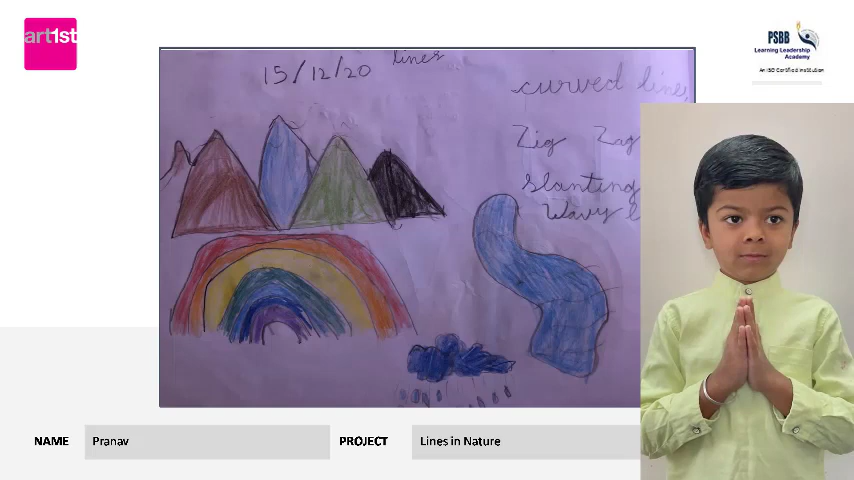 art1st
PSBB
Learning Leadership
Academy
An ISO Certified Institution
lines
15/12/20
curved lines
Zig Zag
Slanting
Wavy l
NAME Pranav PROJECT Lines in Nature